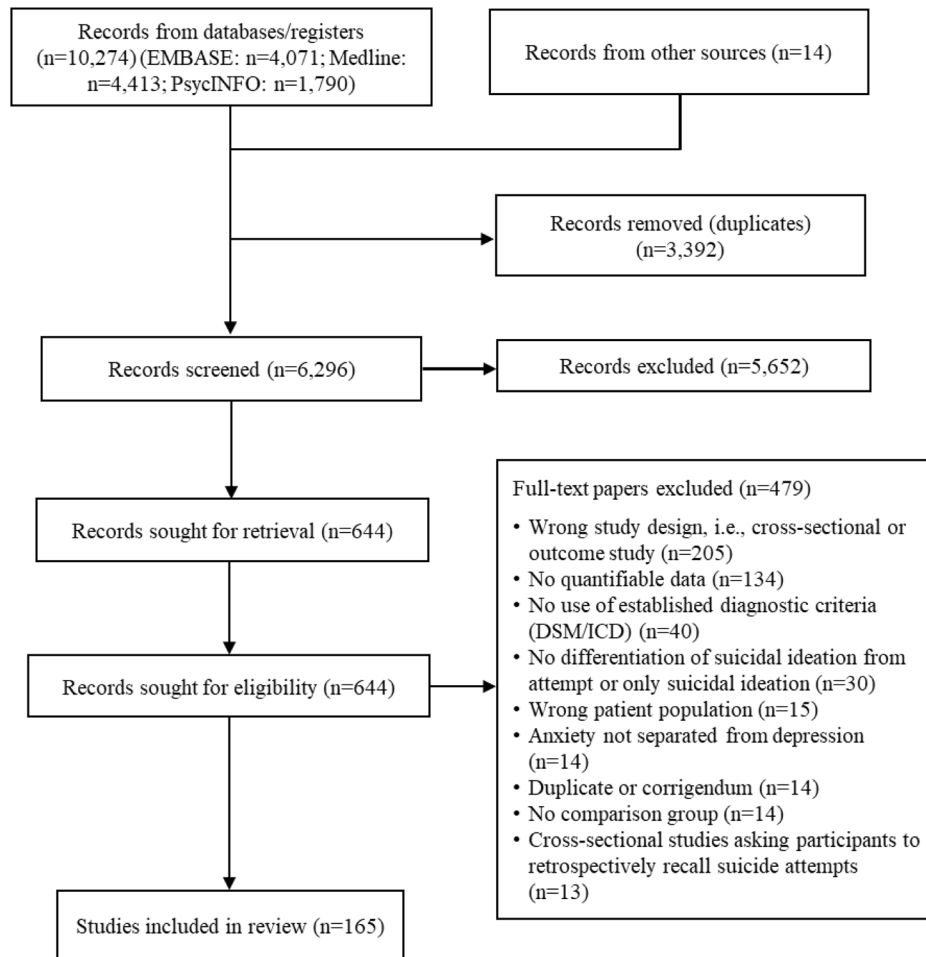 Records from databases/registers
(n=10,274) (EMBASE: n=4,071; Medline:
n=4,413; PsycINFO: n=1,790)
Records from other sources (n=14)
Records removed (duplicates)
(n=3,392)
Records screened (n=6,296)
Records excluded (n=5,652)
Records sought for retrieval (n=644)
Records sought for eligibility (n=644)
Full-text papers excluded (n=479)
• Wrong study design, i.e., cross-sectional or
outcome study (n=205)
• No quantifiable data (n=134)
• No use of established diagnostic criteria
(DSM/ICD) (n=40)
• No differentiation of suicidal ideation from
attempt or only suicidal ideation (n=30)
• Wrong patient population (n=15)
• Anxiety not separated from depression
(n=14)
• Duplicate or corrigendum (n=14)
• No comparison group (n=14)
• Cross-sectional studies asking participants to
retrospectively recall suicide attempts
(n=13)
Studies included in review (n=165)